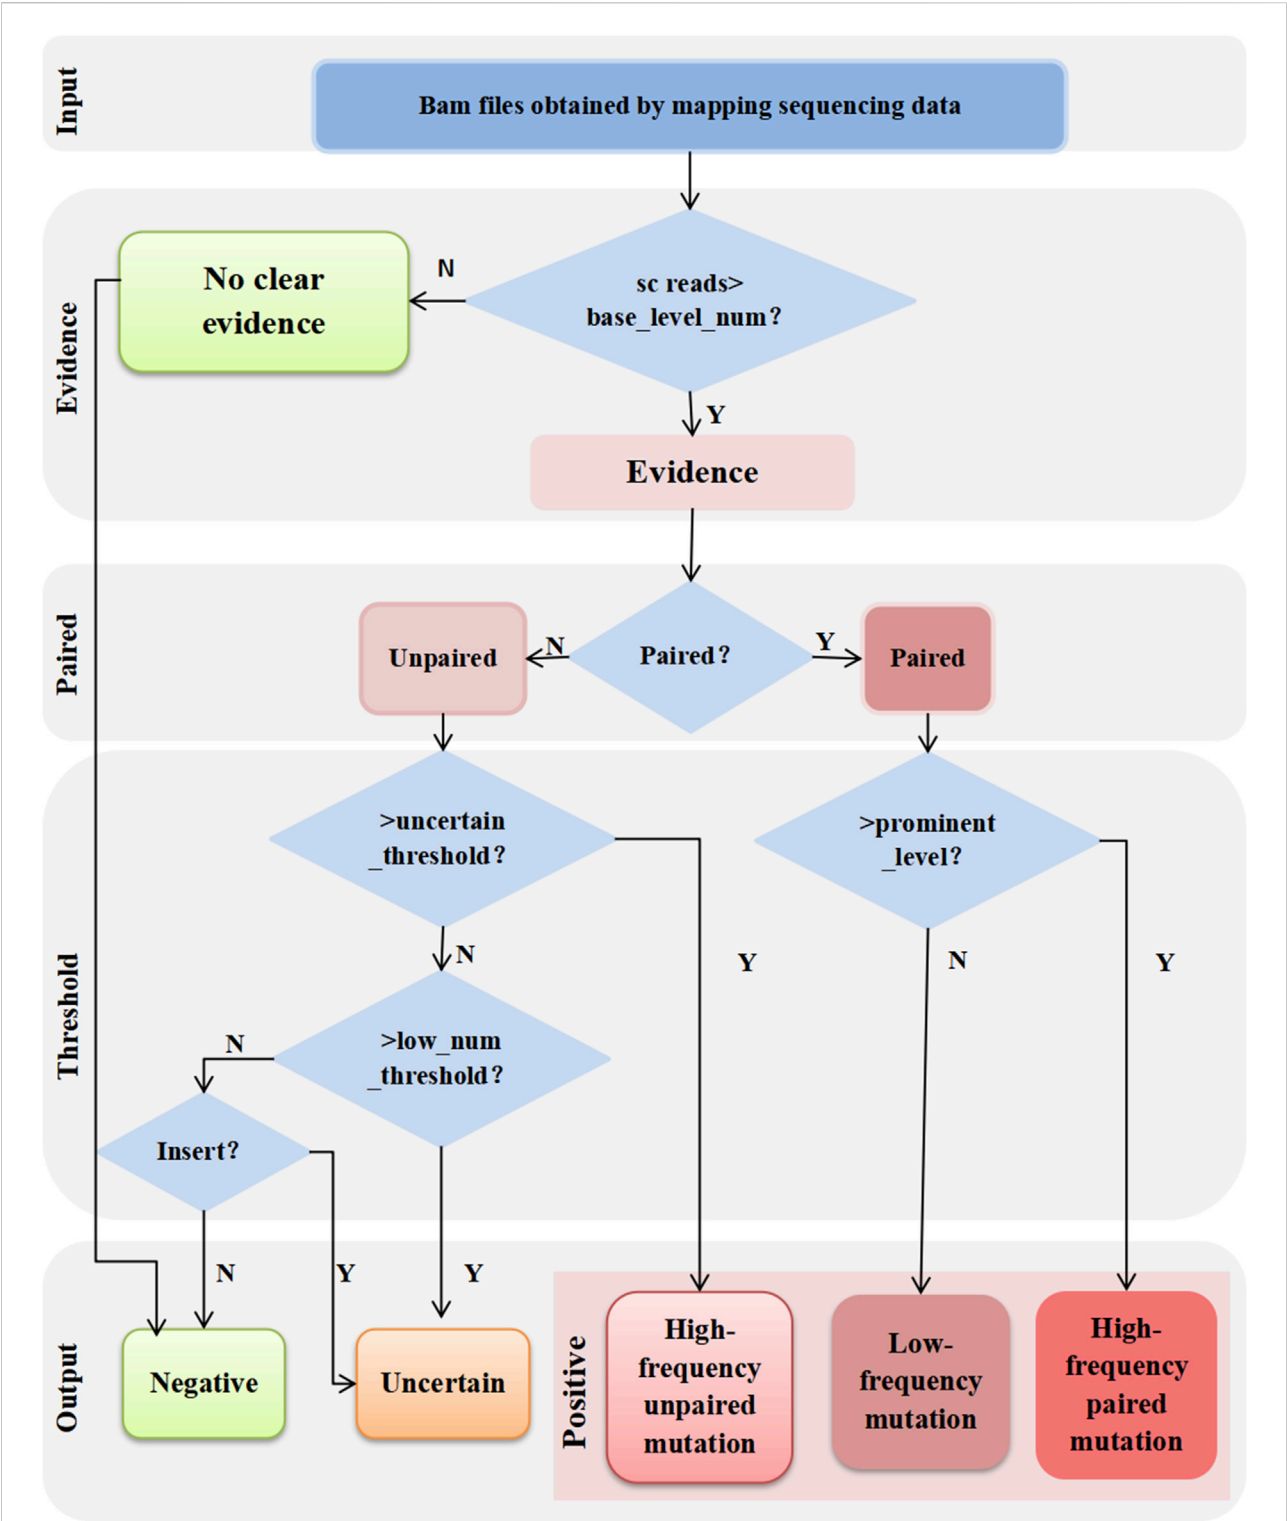 Input
Bam files obtained by mapping sequencing data
Evidence
No clear
evidence
N
sc reads>
base_level_num?
Y
Evidence
Paired
Unpaired
N
Paired?
Y
Paired
Threshold
>uncertain
_threshold?
>prominent
_level?
N
Y
N
Y
N
>low_num
_threshold?
Insert?
Output
N
Y
Y
Negative
Uncertain
Positive
High-
frequency
unpaired
mutation
Low-
frequency
mutation
High-
frequency
paired
mutation